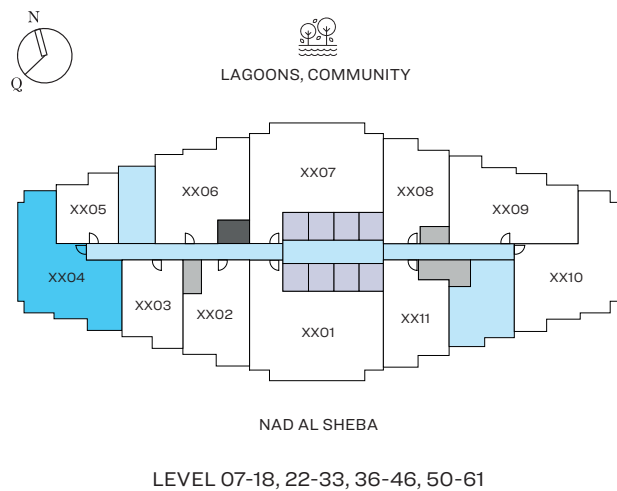 N
Q
LAGOONS, COMMUNITY
XX07
XX06
XX08
XX05
XX09
XX04
XX10
XX03
XX02
XX01
XX11
NAD AL SHEBA
LEVEL 07-18, 22-33, 36-46, 50-61